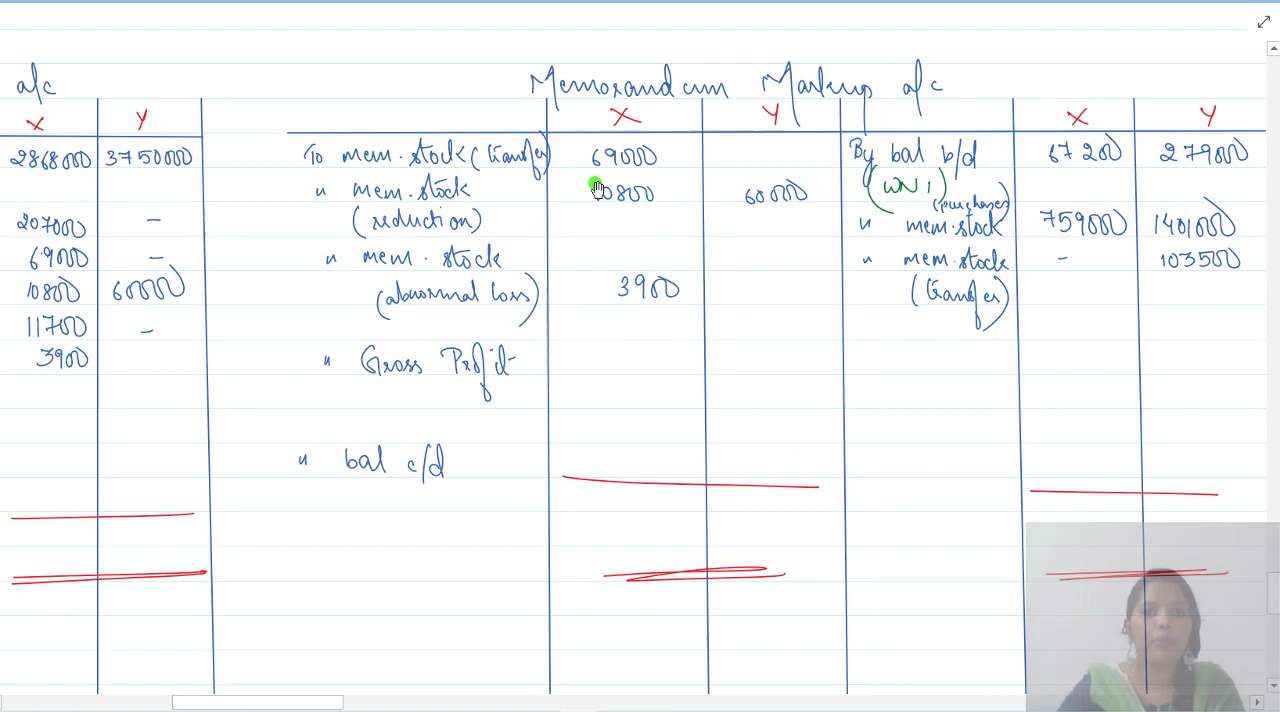 a/c
X Y
2868000 3750000
207000 -
69000 -
10800 60000
11700 -
3900
Memorandum Markup a/c
X Y X Y
To mem. stock (transfer) 69000 By bal b/d 67200 279000
" mem. stock 10800 60000 (WN 1)
(reduction) (purchases)
" mem. stock 759000 1401000
" mem. stock " mem. stock - 103500
(abnormal loss) 3900 (transfer)
" Gross Profit
" bal c/d